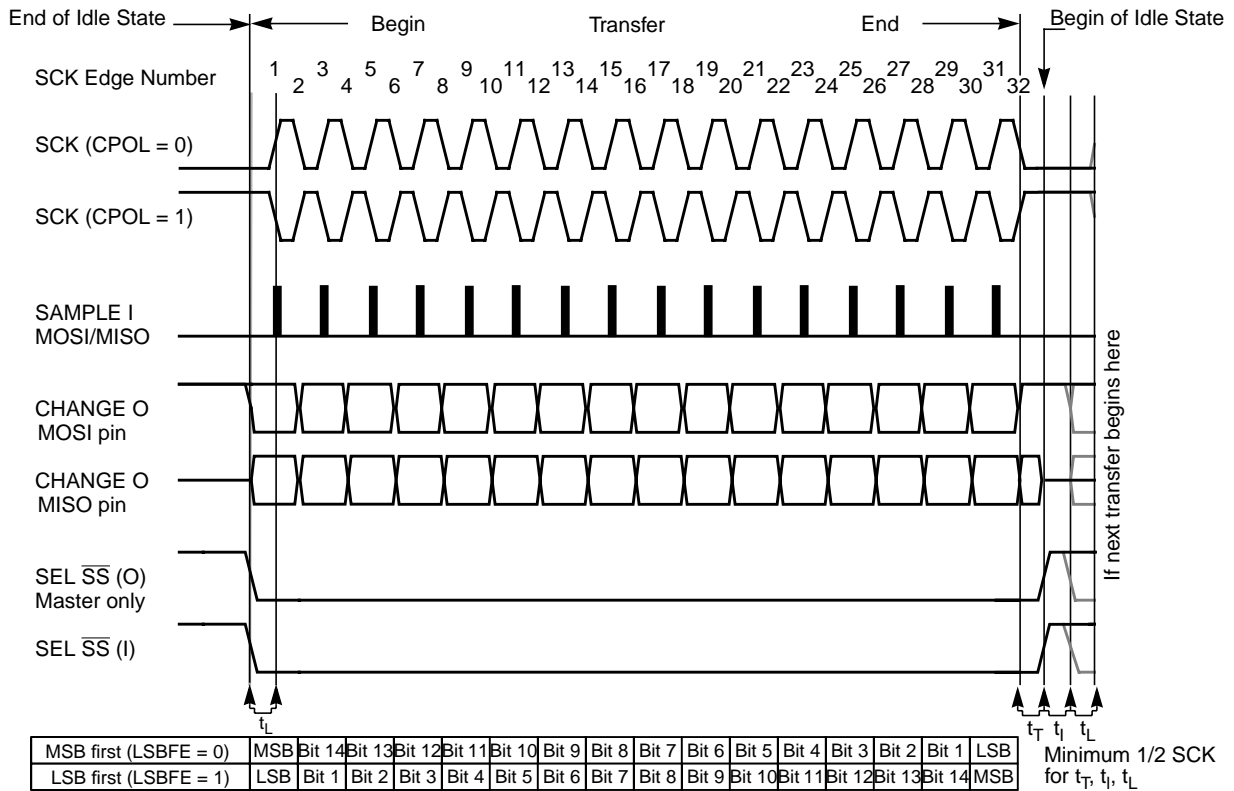 End of Idle State
Begin
Transfer
End
Begin of Idle State
SCK Edge Number
1 3 5 7 9 11 13 15 17 19 21 23 25 27 29 31
2 4 6 8 10 12 14 16 18 20 22 24 26 28 30 32
SCK (CPOL = 0)
SCK (CPOL = 1)
SAMPLE I
MOSI/MISO
CHANGE O
MOSI pin
CHANGE O
MISO pin
SEL SS (O)
Master only
SEL SS (I)
If next transfer begins here
tL
tT tI tL
MSB first (LSBFE = 0) MSB Bit 14 Bit 13 Bit 12 Bit 11 Bit 10 Bit 9 Bit 8 Bit 7 Bit 6 Bit 5 Bit 4 Bit 3 Bit 2 Bit 1 LSB
LSB first (LSBFE = 1) LSB Bit 1 Bit 2 Bit 3 Bit 4 Bit 5 Bit 6 Bit 7 Bit 8 Bit 9 Bit 10 Bit 11 Bit 12 Bit 13 Bit 14 MSB
Minimum 1/2 SCK
for tT, tI, tL